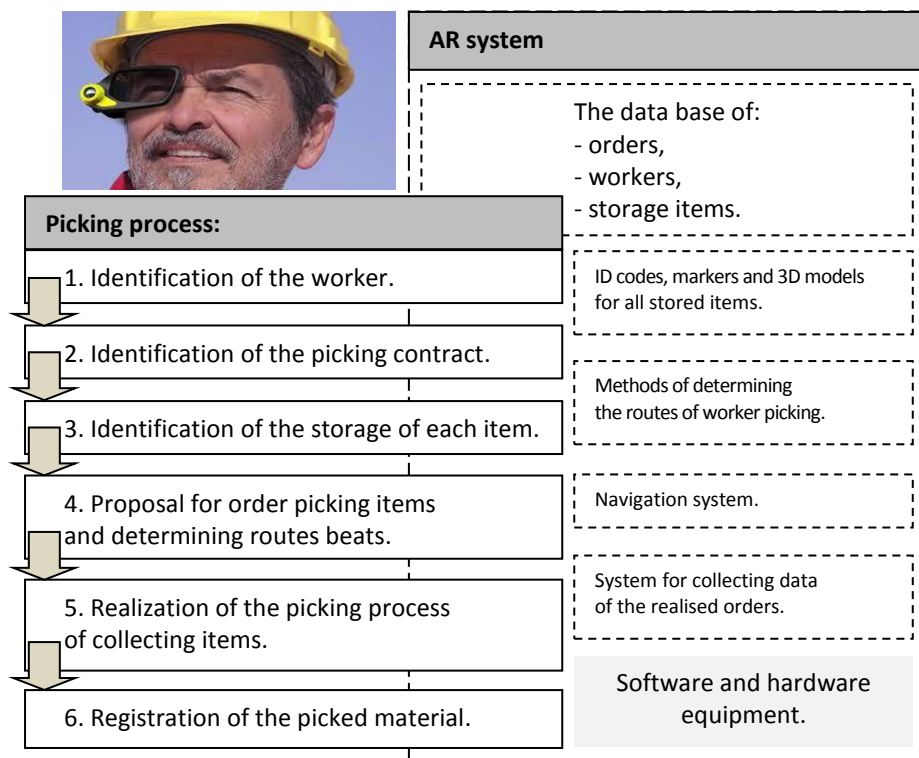 AR system
The data base of:
- orders,
- workers,
- storage items.
Picking process:
1. Identification of the worker.
2. Identification of the picking contract.
3. Identification of the storage of each item.
4. Proposal for order picking items
and determining routes beats.
5. Realization of the picking process
of collecting items.
6. Registration of the picked material.
ID codes, markers and 3D models
for all stored items.
Methods of determining
the routes of worker picking.
Navigation system.
System for collecting data
of the realised orders.
Software and hardware
equipment.